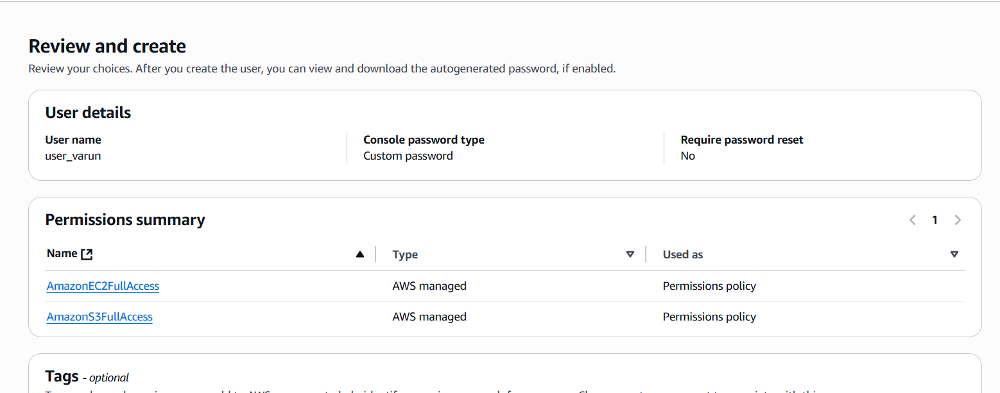 Review and create
Review your choices. After you create the user, you can view and download the autogenerated password, if enabled.
User details
User name
user_varun
Console password type
Custom password
Require password reset
No
Permissions summary
1
Name
Type
Used as
AmazonEC2FullAccess
AWS managed
Permissions policy
AmazonS3FullAccess
AWS managed
Permissions policy
Tags - optional